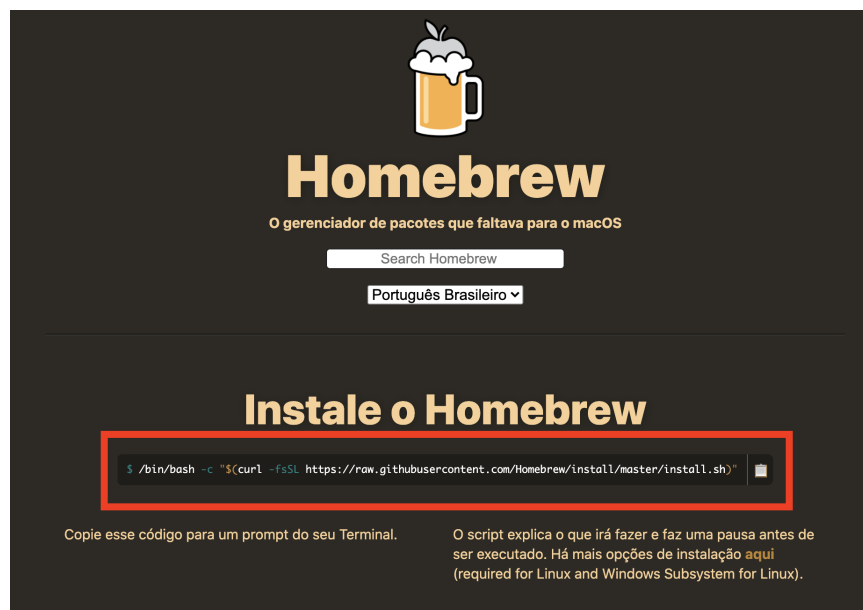 Homebrew
O gerenciador de pacotes que faltava para o macOS
Search Homebrew
Português Brasileiro
Instale o Homebrew
$ /bin/bash -c "$(curl -fsSL https://raw.githubusercontent.com/Homebrew/install/master/install.sh)"
Copie esse código para um prompt do seu Terminal.
O script explica o que irá fazer e faz uma pausa antes de
ser executado. Há mais opções de instalação aqui
(required for Linux and Windows Subsystem for Linux).